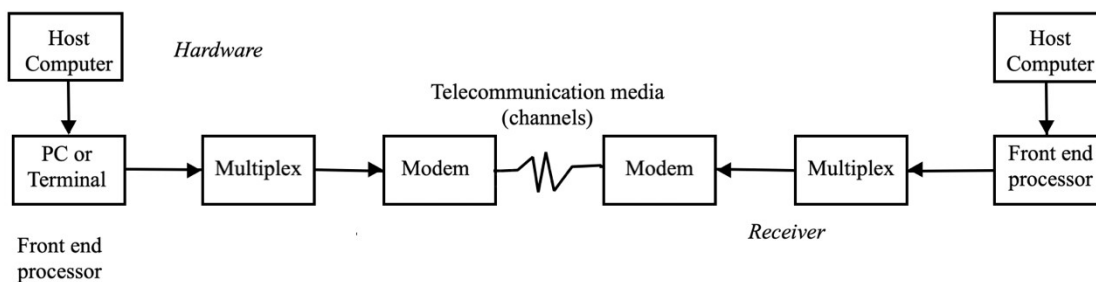 Host
Computer
Hardware
Host
Computer
Telecommunication media
(channels)
PC or
Terminal
Multiplex
Modem
Modem
Multiplex
Front end
processor
Receiver
Front end
processor